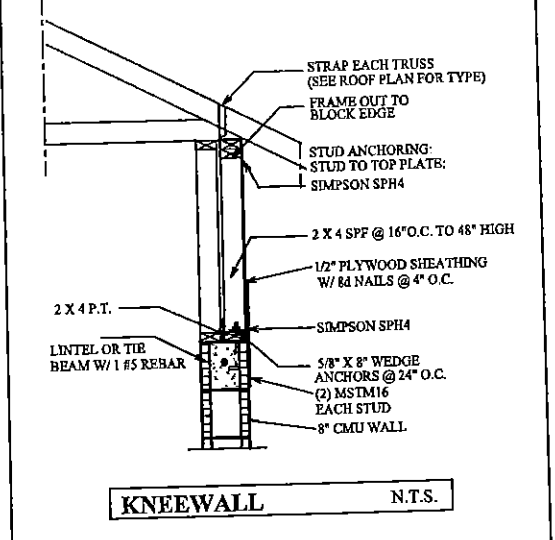 STRAP EACH TRUSS
(SEE ROOF PLAN FOR TYPE)
FRAME OUT TO
BLOCK EDGE
STUD ANCHORING:
STUD TO TOP PLATE:
SIMPSON SPH4
2 X 4 SPF @ 16"O.C. TO 48" HIGH
1/2" PLYWOOD SHEATHING
W/ 8d NAILS @ 4" O.C.
2 X 4 P.T.
SIMPSON SPH4
LINTEL OR TIE
BEAM W/ 1 #5 REBAR
5/8" X 8" WEDGE
ANCHORS @ 24" O.C.
(2) MSTM16
EACH STUD
8" CMU WALL
KNEEWALL N.T.S.